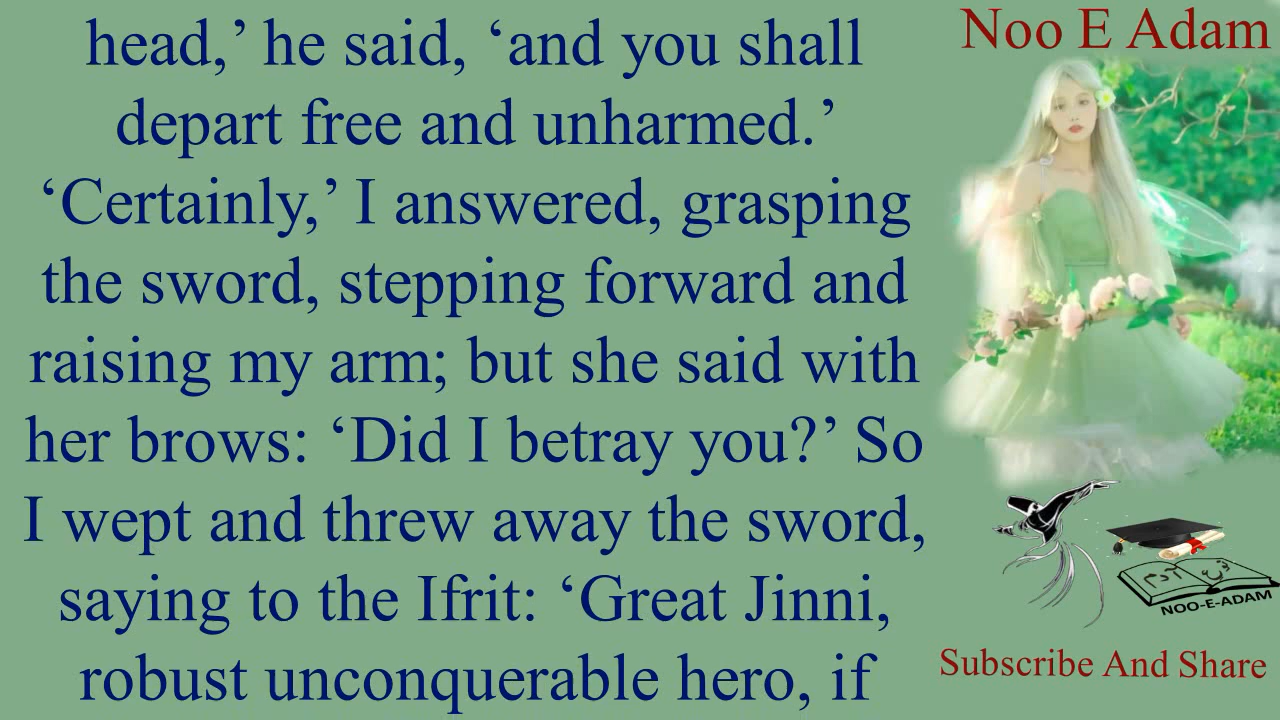 head,’ he said, ‘and you shall
depart free and unharmed.’
‘Certainly,’ I answered, grasping
the sword, stepping forward and
raising my arm; but she said with
her brows: ‘Did I betray you?’ So
I wept and threw away the sword,
saying to the Ifrit: ‘Great Jinni,
robust unconquerable hero, if
Noo E Adam
نوع آدم
NOO-E-ADAM
Subscribe And Share